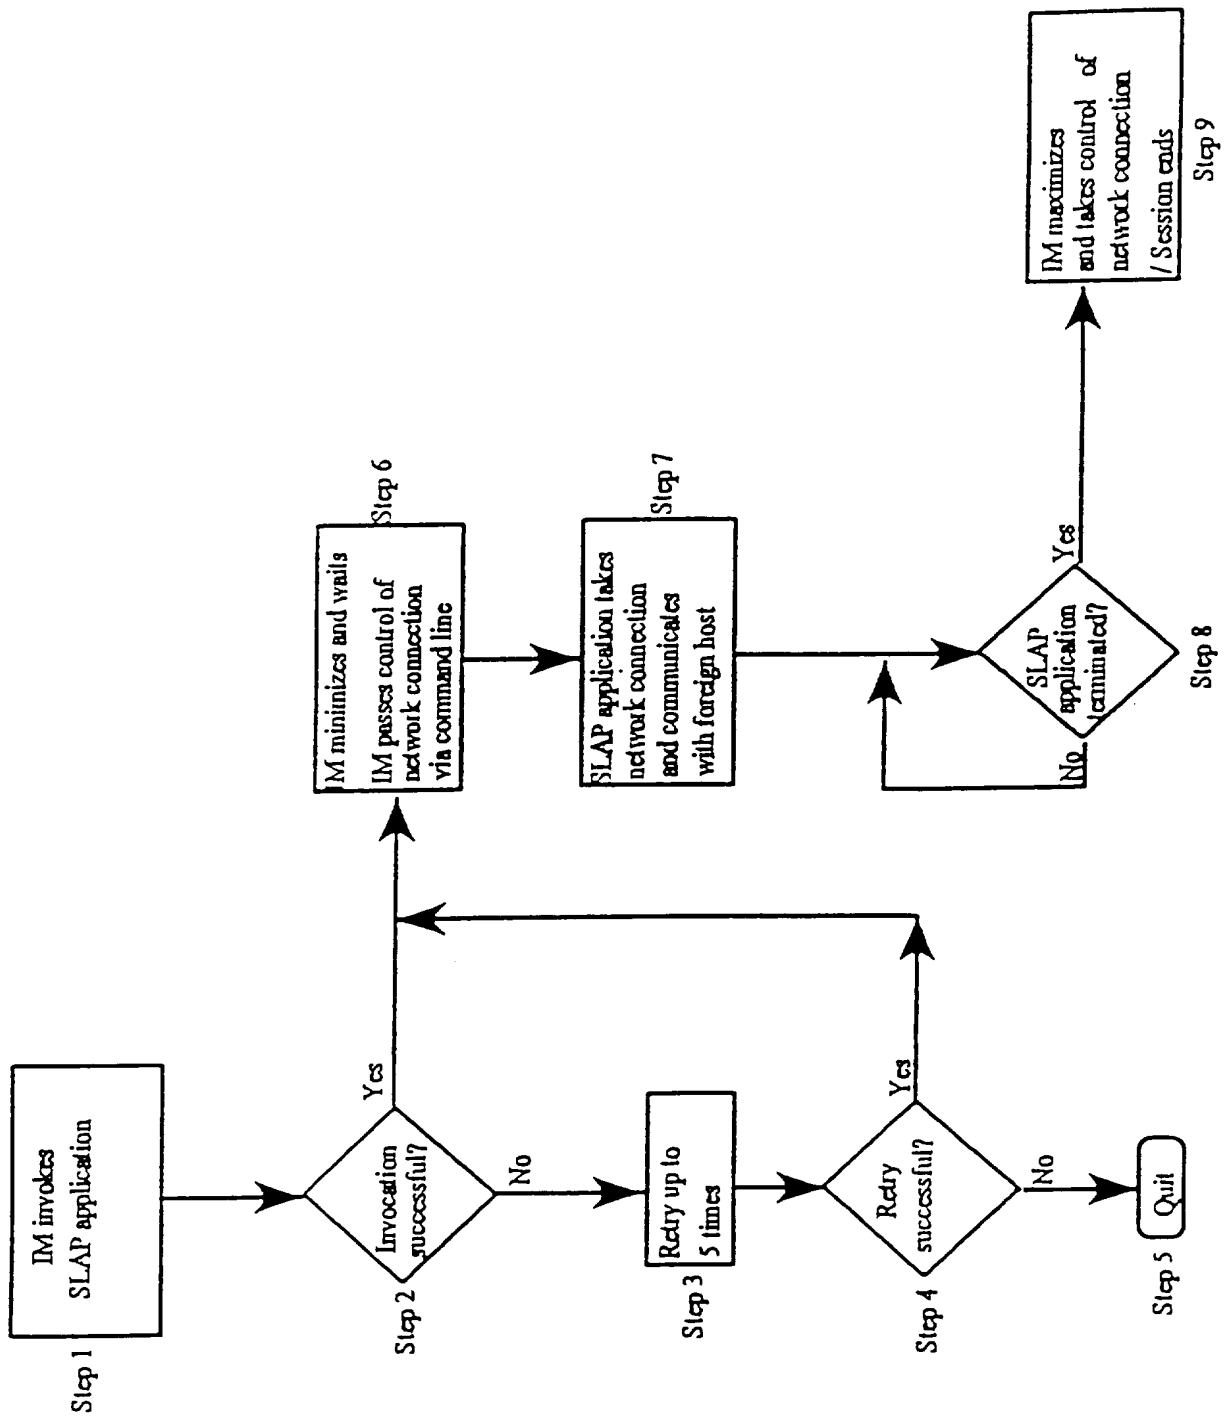 Step 1
IM invokes
SLAP application
Step 2
Invocation
successful?
Yes
No
Step 3
Retry up to
5 times
Step 4
Retry
successful?
Yes
No
Step 5
Quit
Step 6
IM minimizes and waits
IM passes control of
network connection
via command line
Step 7
SLAP application takes
network connection
and communicates
with foreign host
Step 8
SLAP
application
terminated?
No
Yes
Step 9
IM maximizes
and takes control of
network connection
/ Session ends